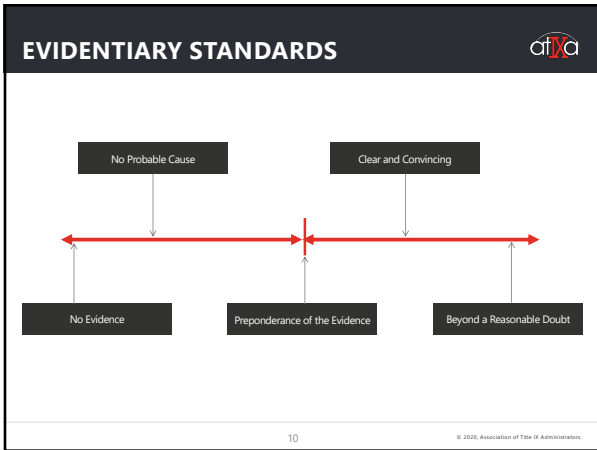 EVIDENTIARY STANDARDS
atIXa
No Probable Cause
Clear and Convincing
No Evidence
Preponderance of the Evidence
Beyond a Reasonable Doubt
10
© 2020, Association of Title IX Administrators.